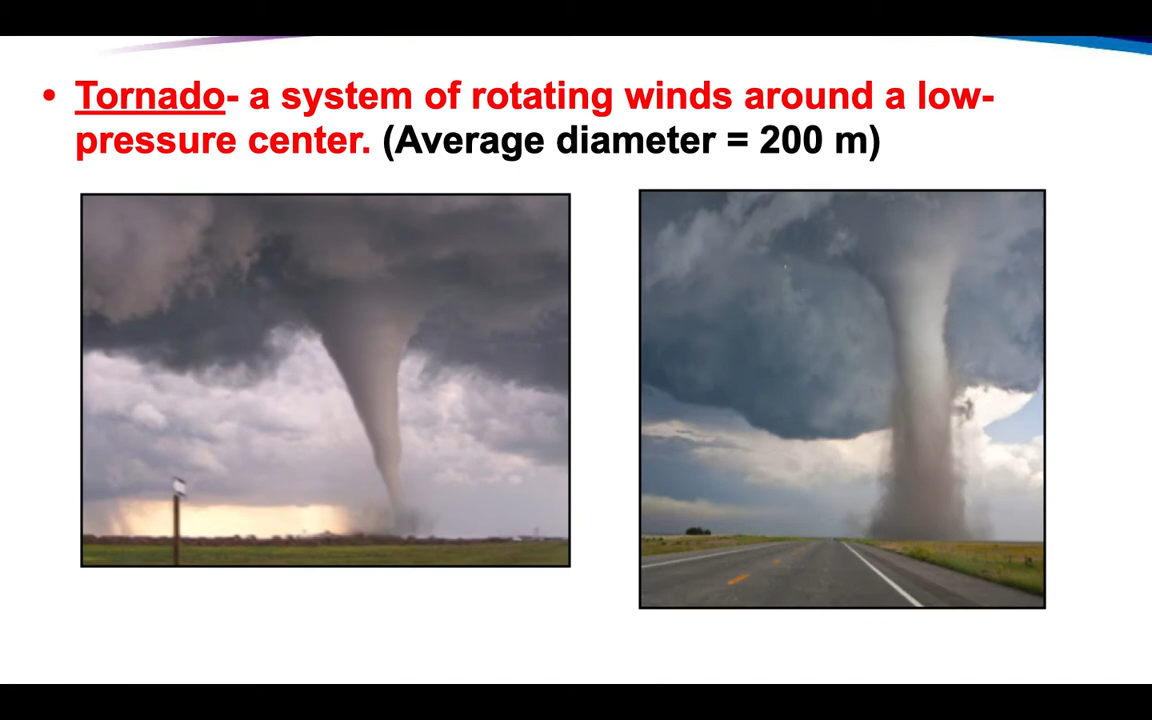 • Tornado- a system of rotating winds around a low-
pressure center. (Average diameter = 200 m)